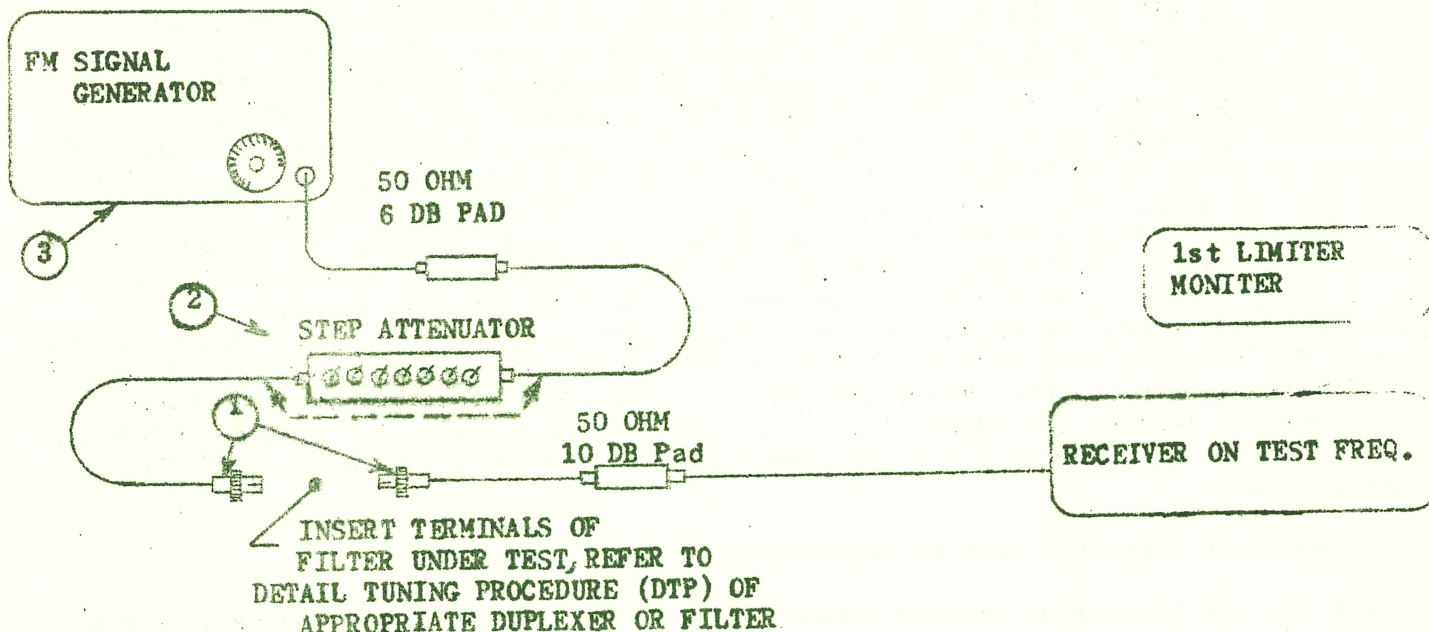 FM SIGNAL
GENERATOR
50 OHM
6 DB PAD
3
1st LIMITER
MONITER
2
STEP ATTENUATOR
1
50 OHM
10 DB Pad
RECEIVER ON TEST FREQ.
INSERT TERMINALS OF
FILTER UNDER TEST, REFER TO
DETAIL TUNING PROCEDURE (DTP) OF
APPROPRIATE DUPLEXER OR FILTER